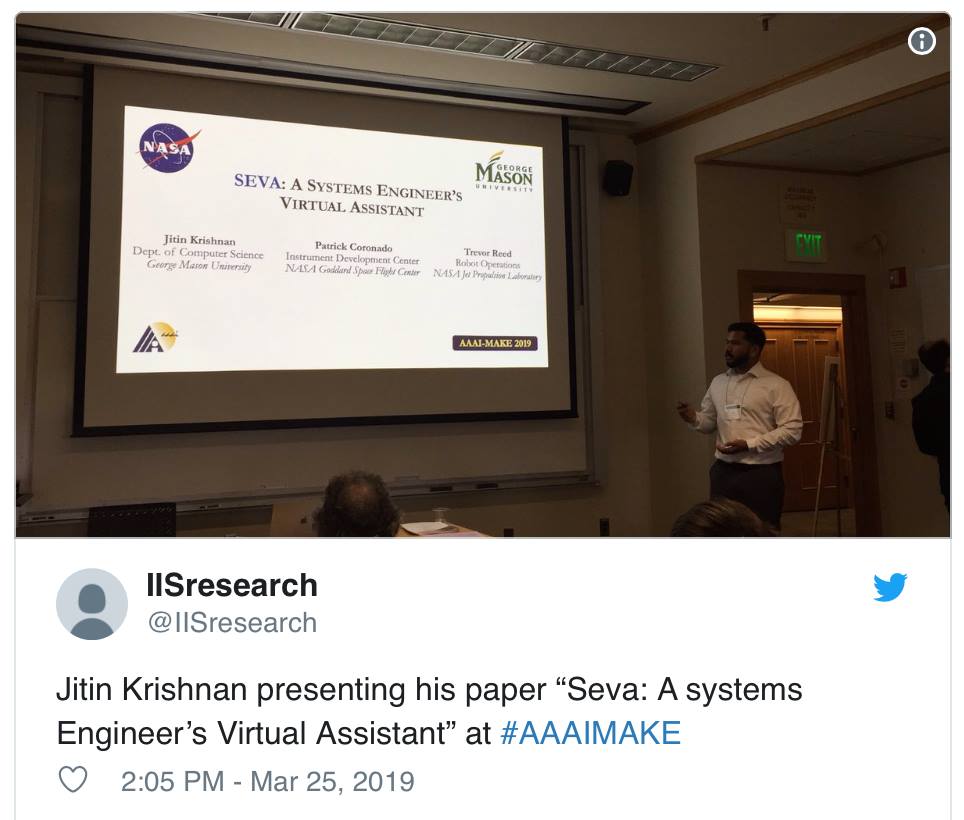 NASA
GEORGE
MASON
UNIVERSITY
SEVA: A SYSTEMS ENGINEER'S
VIRTUAL ASSISTANT
Jitin Krishnan
Dept. of Computer Science
George Mason University
Patrick Coronado
Instrument Development Center
NASA Goddard Space Flight Center
Trevor Reed
Robot Operations
NASA Jet Propulsion Laboratory
aaai
AAAI-MAKE 2019
EXIT
IISresearch
@IISresearch
Jitin Krishnan presenting his paper “Seva: A systems
Engineer’s Virtual Assistant” at #AAAIMAKE
2:05 PM - Mar 25, 2019